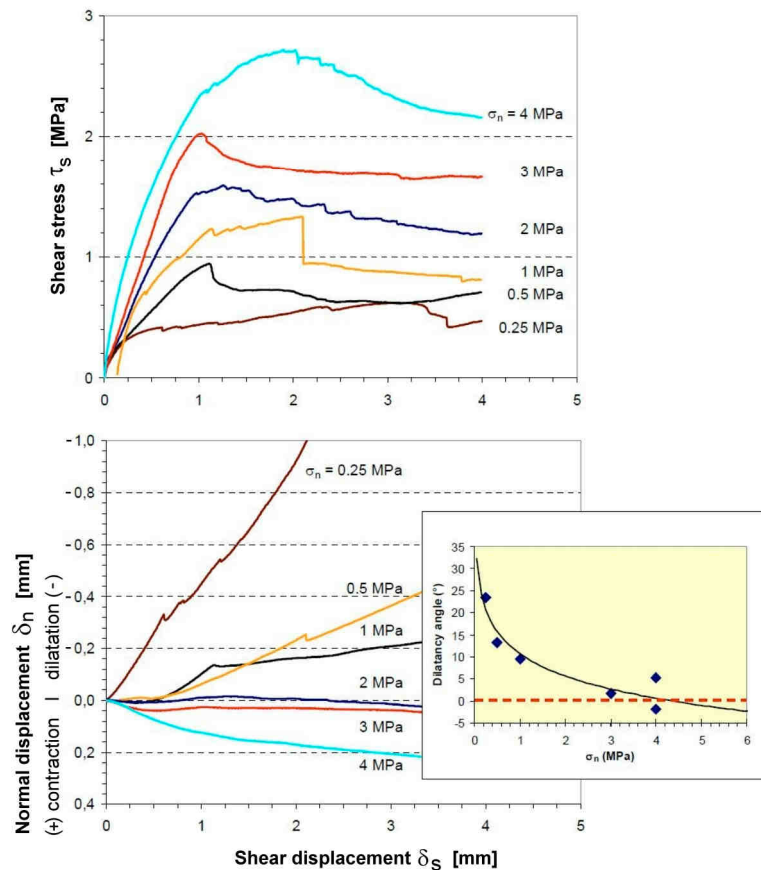 3
2
1
0
Shear stress τs [MPa]
σn = 4 MPa
3 MPa
2 MPa
1 MPa
0.5 MPa
0.25 MPa
0 1 2 3 4 5
- 1,0
- 0,8
- 0,6
- 0,4
- 0,2
0,0
0,2
0,4
Normal displacement δn [mm]
(+) contraction I dilatation (-)
σn = 0.25 MPa
0.5 MPa
1 MPa
2 MPa
3 MPa
4 MPa
0 1 2 3 4 5
Shear displacement δs [mm]
35
30
25
20
15
10
5
0
-5
Dilatancy angle (°)
0 1 2 3 4 5 6
σn (MPa)